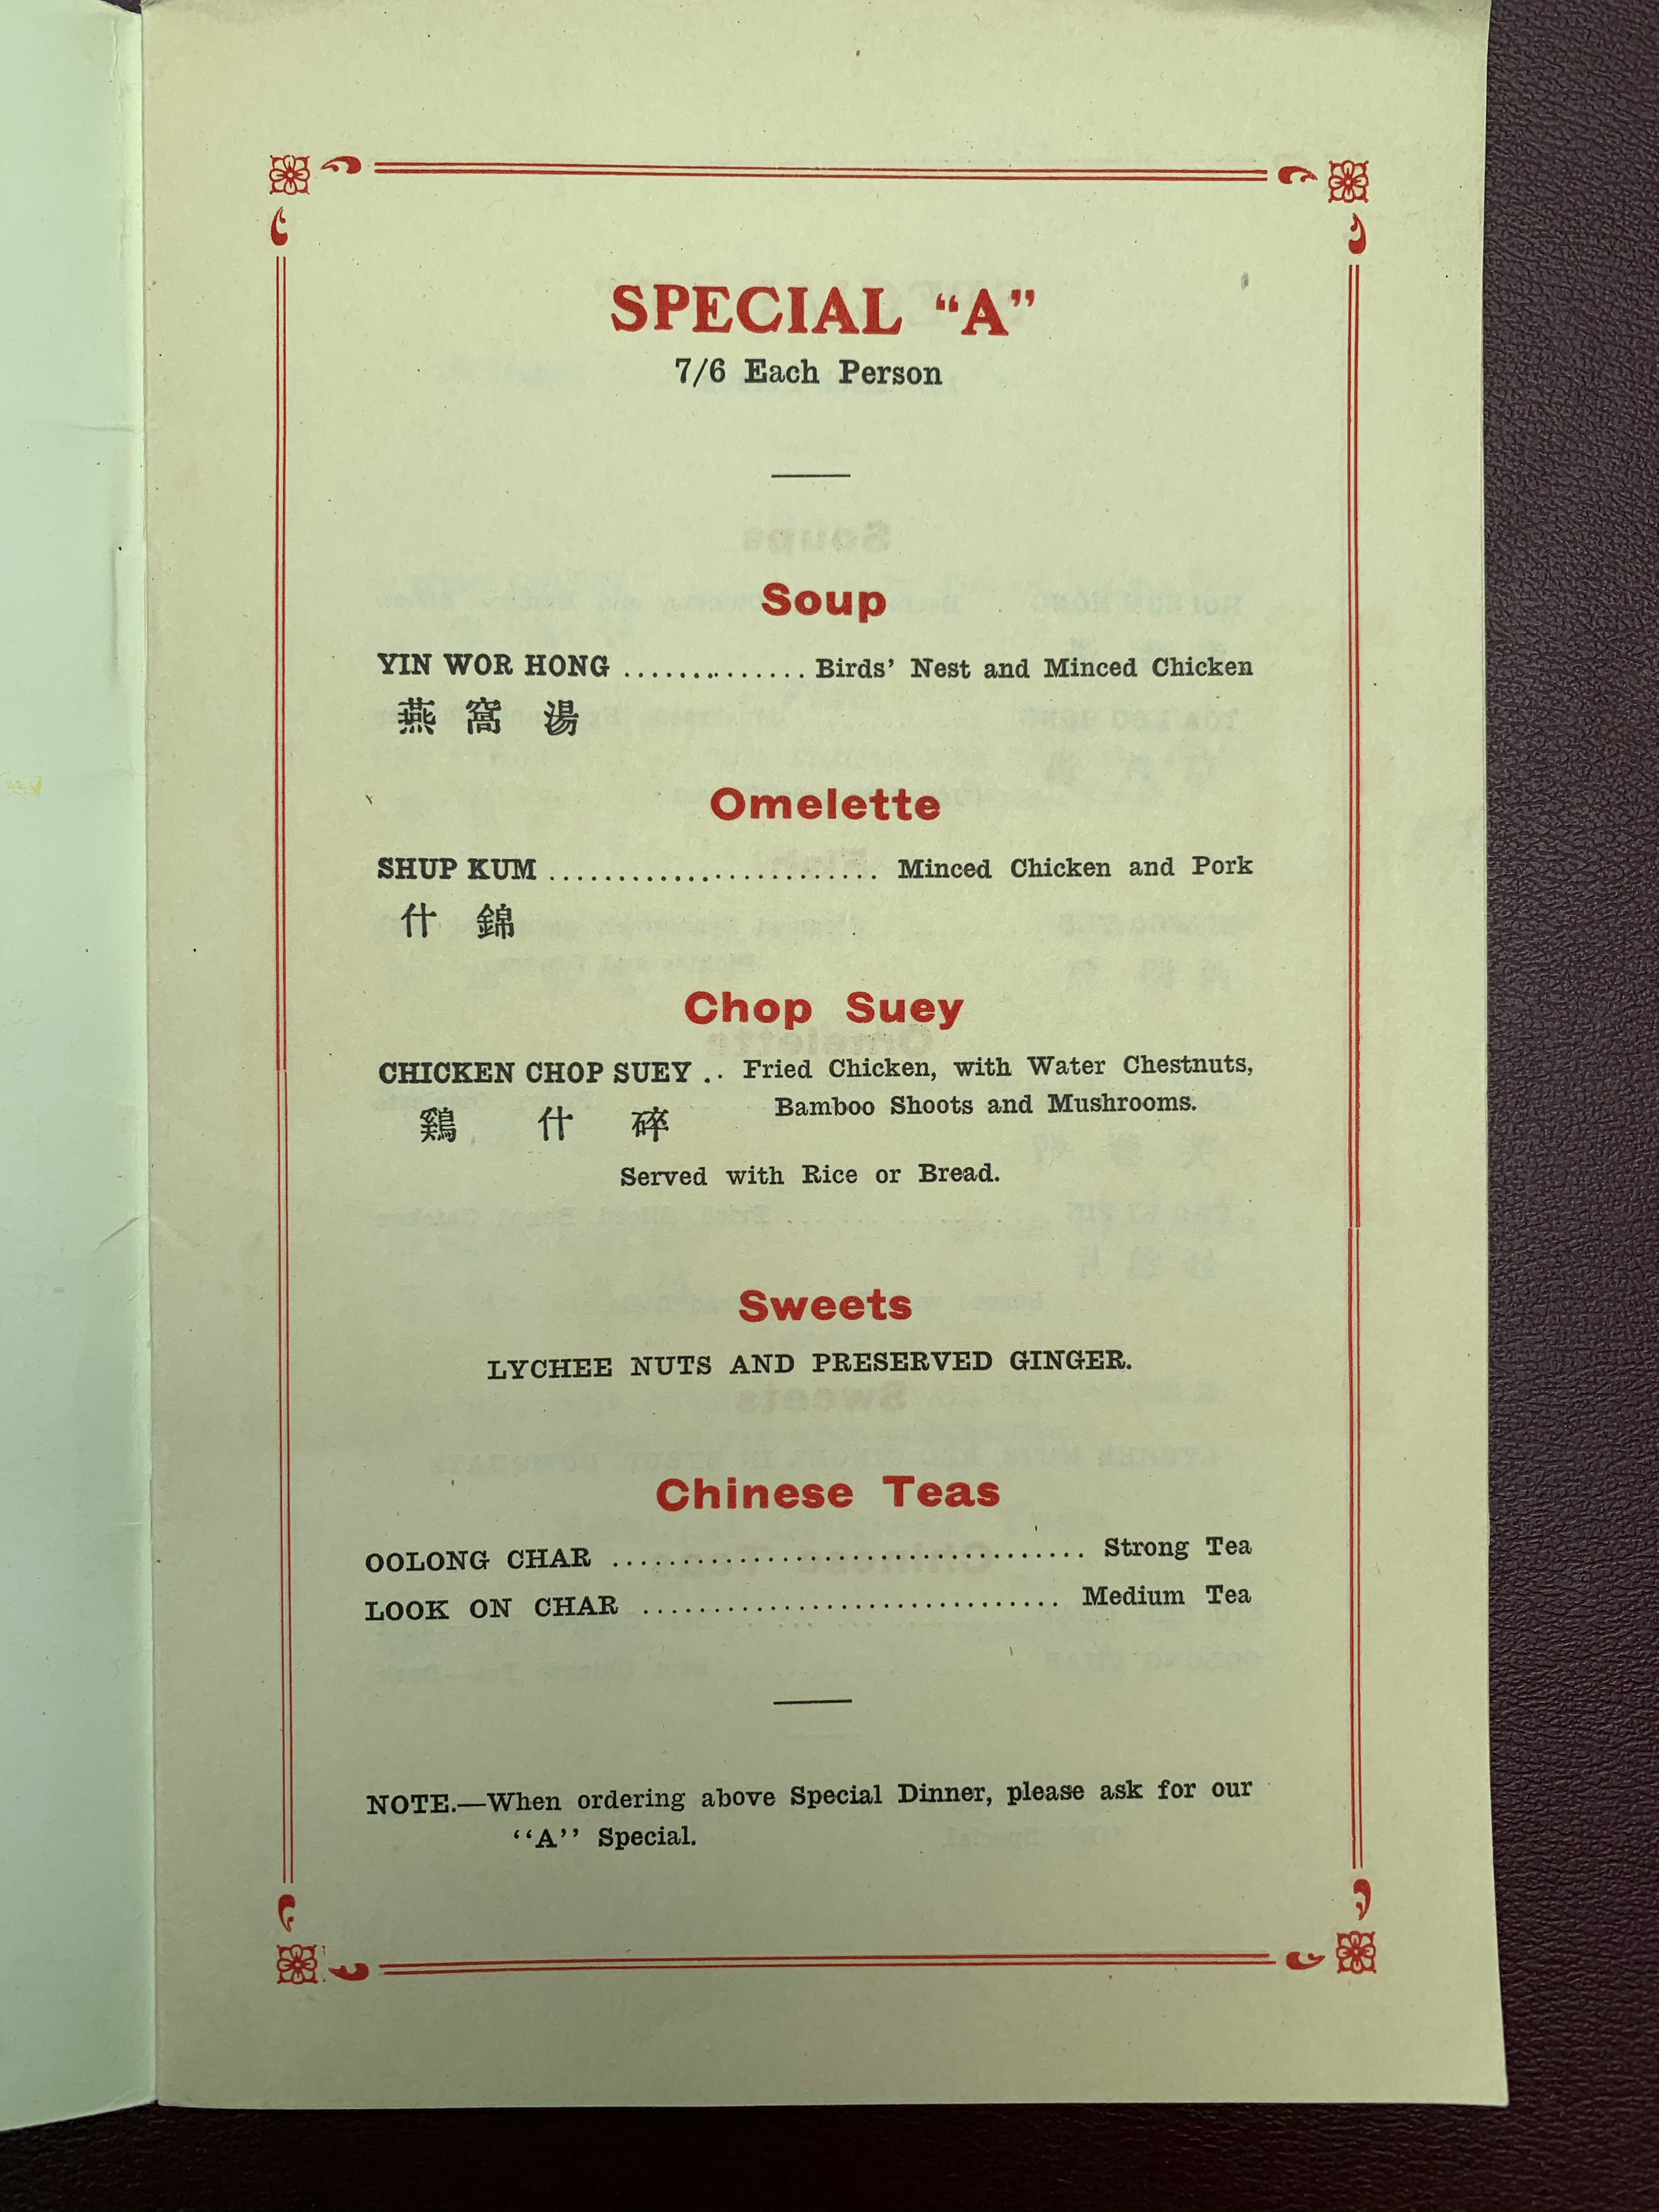 SPECIAL “A”
7/6 Each Person
Soup
YIN WOR HONG ............. Birds’ Nest and Minced Chicken
燕 窩 湯
Omelette
SHUP KUM ........................ Minced Chicken and Pork
什 錦
Chop Suey
CHICKEN CHOP SUEY .. Fried Chicken, with Water Chestnuts,
Bamboo Shoots and Mushrooms.
鷄 什 碎
Served with Rice or Bread.
Sweets
LYCHEE NUTS AND PRESERVED GINGER.
Chinese Teas
OOLONG CHAR .................................. Strong Tea
LOOK ON CHAR .............................. Medium Tea
NOTE.—When ordering above Special Dinner, please ask for our
‘‘A’’ Special.